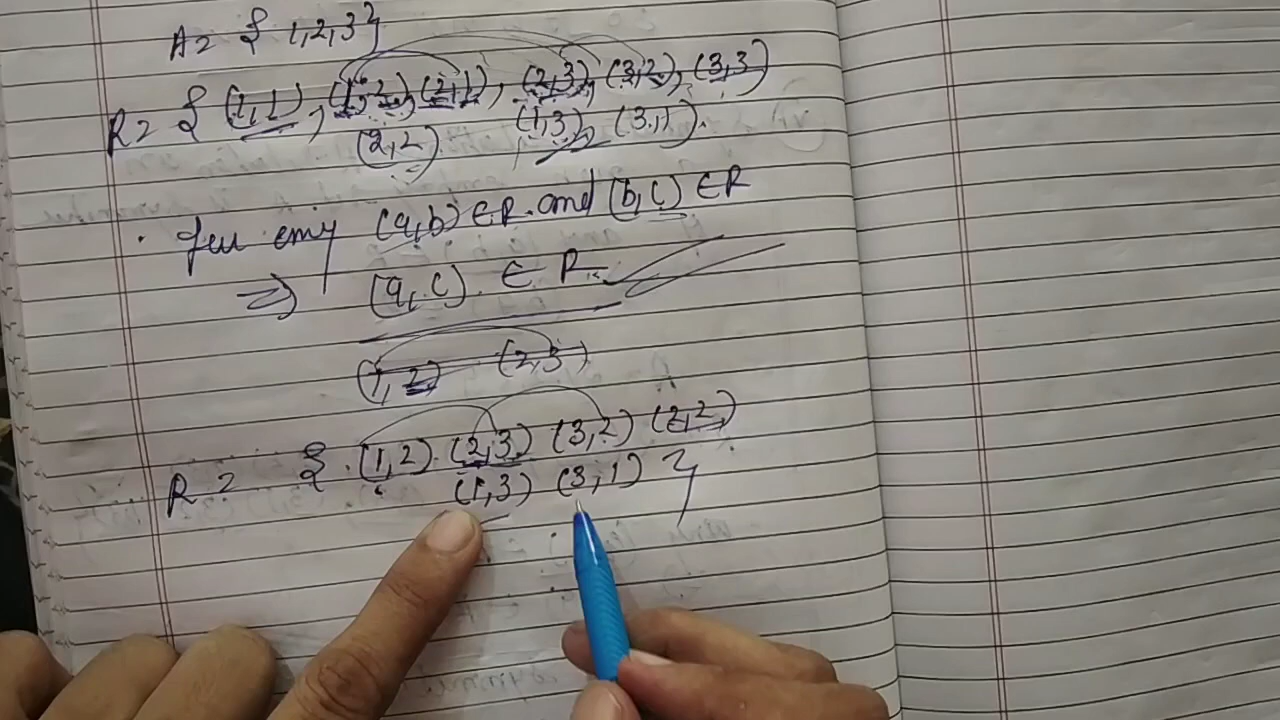 A = { 1,2,3}
R = { (1,1), (1,2), (2,1), (2,3), (3,2), (3,3)
(2,2) , (1,3), (3,1).
(a,b) ∈ R and (b,c) ∈ R
⇒ (a,c) ∈ R
(1,2) (2,3)
R = { (1,2) (2,3) (3,2) (2,2)
(1,3) (3,1) }